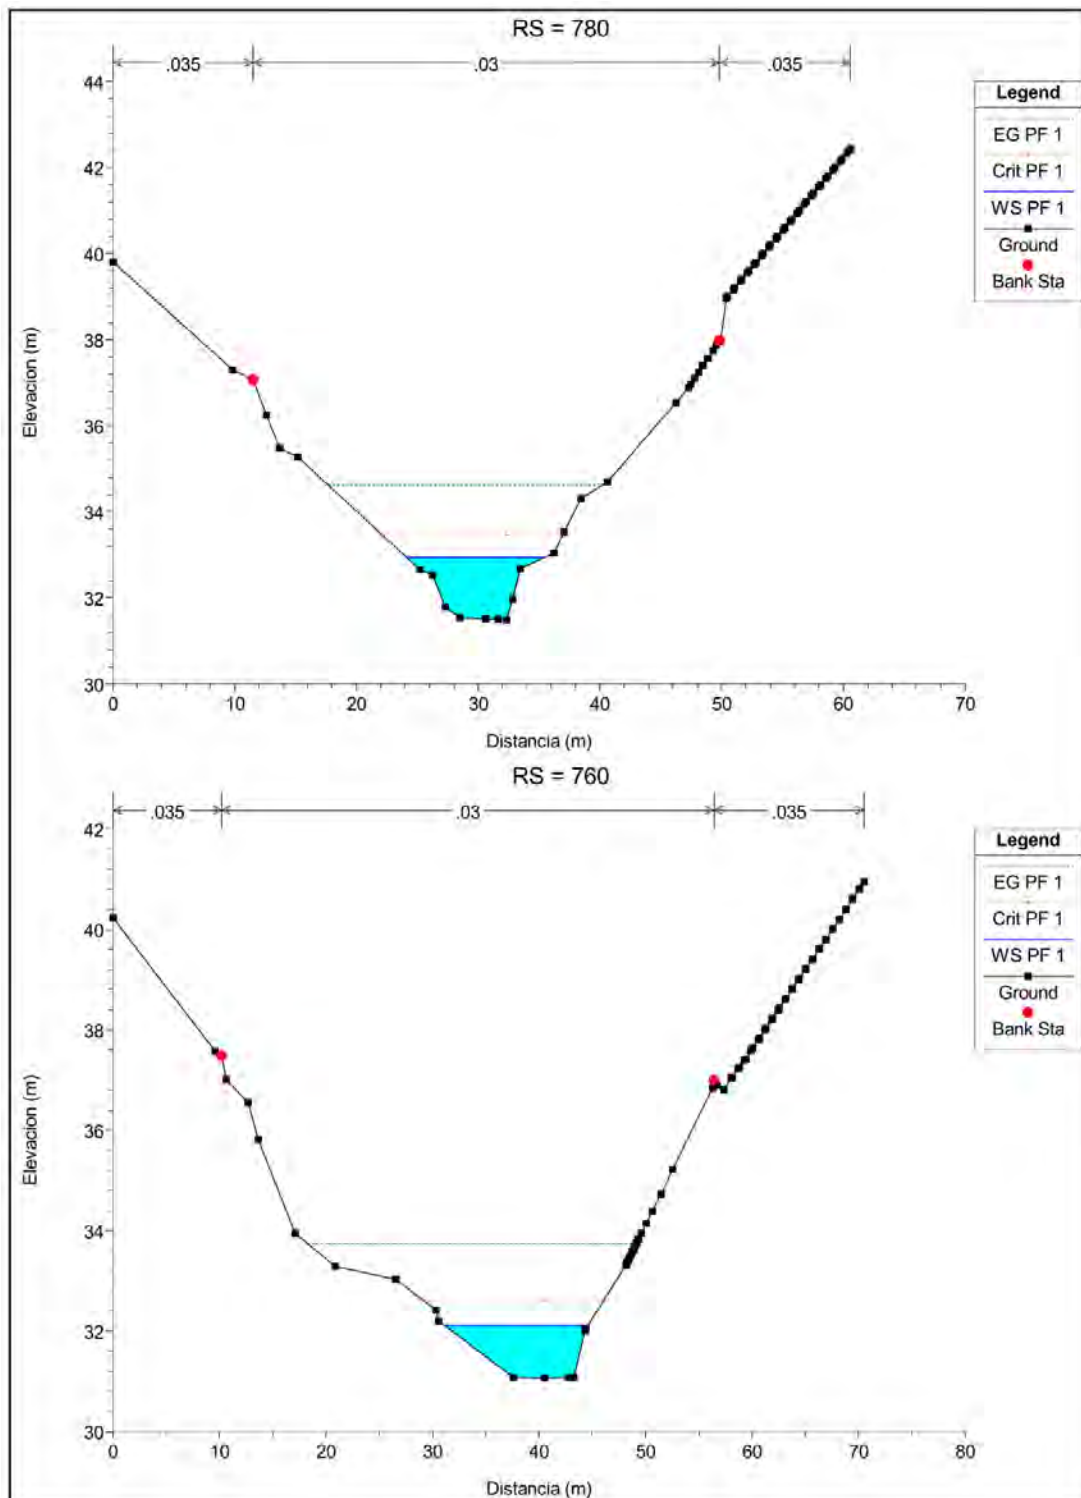 RS = 780
.035 .03 .035
44
42
40
38
36
34
32
30
0 10 20 30 40 50 60 70
Elevacion (m)
Distancia (m)
Legend
EG PF 1
Crit PF 1
WS PF 1
Ground
Bank Sta
RS = 760
.035 .03 .035
42
40
38
36
34
32
30
0 10 20 30 40 50 60 70 80
Elevacion (m)
Distancia (m)
Legend
EG PF 1
Crit PF 1
WS PF 1
Ground
Bank Sta